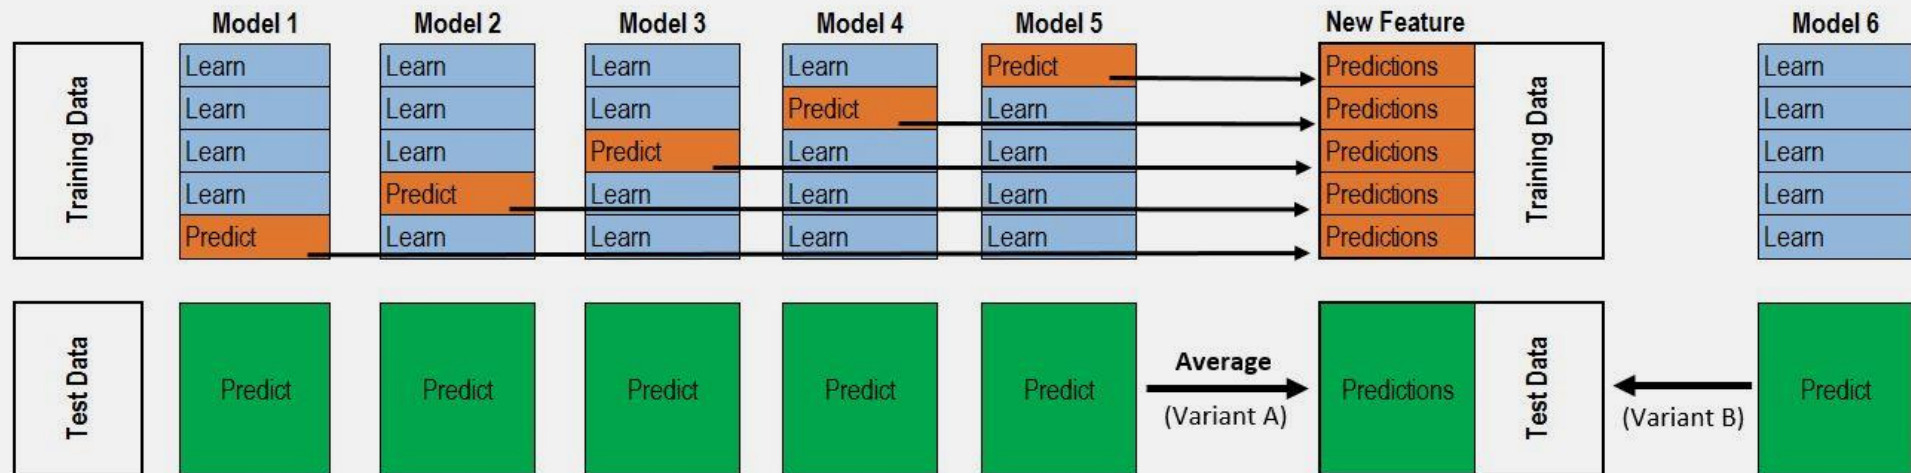 Model 1 Model 2 Model 3 Model 4 Model 5 New Feature Model 6
Training Data
Learn Learn Learn Learn Predict Predictions Learn
Learn Learn Learn Predict Learn Predictions Learn
Learn Learn Predict Learn Learn Predictions Learn
Learn Predict Learn Learn Learn Predictions Learn
Predict Learn Learn Learn Learn Predictions Learn
Training Data
Test Data
Predict Predict Predict Predict Predict
Average
(Variant A)
Predictions
Test Data
(Variant B)
Predict